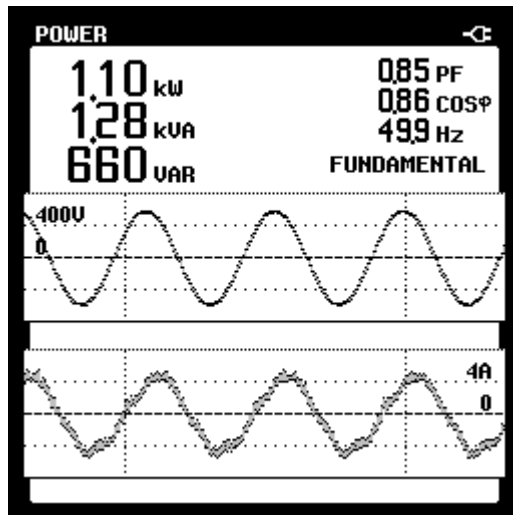 POWER
1.10 kW
1.28 kVA
660 VAR
0.85 PF
0.86 COSφ
49.9 Hz
FUNDAMENTAL
400V
0
4A
0